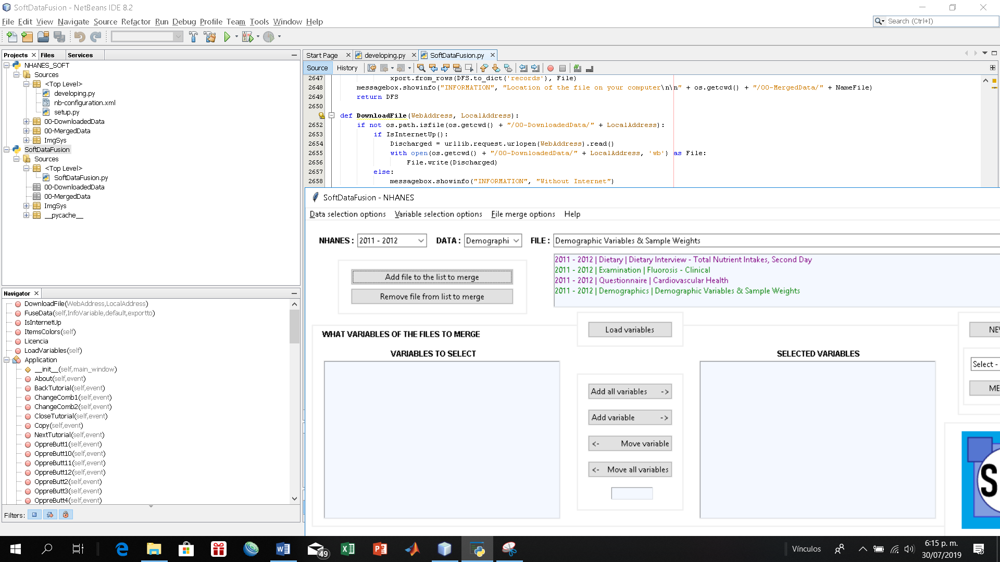 SoftDataFusion - NetBeans IDE 8.2
File Edit View Navigate Source Refactor Run Debug Profile Team Tools Window Help
Search (Ctrl+I)
Projects Files Services
NHANES_SOFT
Sources
<Top Level>
developing.py
nb-configuration.xml
setup.py
00-DownloadedData
00-MergedData
ImgSys
SoftDataFusion
Sources
<Top Level>
SoftDataFusion.py
00-DownloadedData
00-MergedData
ImgSys
__pycache__
Navigator
DownloadFile(WebAddress,LocalAddress)
FuseData(self,InfoVariable,default,exportto)
IsInternetUp
ItemsColors(self)
Licencia
LoadVariables(self)
Application
__init__(self,main_window)
About(self,event)
BackTutorial(self,event)
ChangeComb1(self,event)
ChangeComb2(self,event)
CloseTutorial(self,event)
Copy(self,event)
NextTutorial(self,event)
OppreButt1(self,event)
OppreButt10(self,event)
OppreButt11(self,event)
OppreButt12(self,event)
OppreButt2(self,event)
OppreButt3(self,event)
OppreButt4(self,event)
Filters:
Start Page developing.py SoftDataFusion.py
Source History
2647 xport.from_rows(DFS.to_dict('records'), File)
2648 messagebox.showinfo("INFORMATION", "Location of the file on your computer\n\n" + os.getcwd() + "/00-MergedData/" + NameFile)
2649 return DFS
2650
def DownloadFile(WebAddress, LocalAddress):
2652 if not os.path.isfile(os.getcwd() + "/00-DownloadedData/" + LocalAddress):
2653 if IsInternetUp():
2654 Discharged = urllib.request.urlopen(WebAddress).read()
2655 with open(os.getcwd() + "/00-DownloadedData/" + LocalAddress, 'wb') as File:
2656 File.write(Discharged)
2657 else:
2658 messagebox.showinfo("INFORMATION", "Without Internet")
SoftDataFusion - NHANES
Data selection options Variable selection options File merge options Help
NHANES : 2011 - 2012 DATA : Demographi FILE : Demographic Variables & Sample Weights
2011 - 2012 | Dietary | Dietary Interview - Total Nutrient Intakes, Second Day
2011 - 2012 | Examination | Fluorosis - Clinical
2011 - 2012 | Questionnaire | Cardiovascular Health
2011 - 2012 | Demographics | Demographic Variables & Sample Weights
Add file to the list to merge
Remove file from list to merge
WHAT VARIABLES OF THE FILES TO MERGE
Load variables
NE
VARIABLES TO SELECT
SELECTED VARIABLES
Select -
ME
Add all variables ->
Add variable ->
<- Move variable
<- Move all variables
S
49
Vínculos
6:15 p. m.
30/07/2019